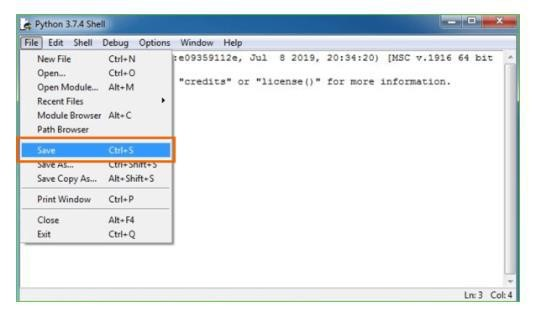 Python 3.7.4 Shell
File Edit Shell Debug Options Window Help
New File Ctrl+N
:e09359112e, Jul 8 2019, 20:34:20) [MSC v.1916 64 bit
Open... Ctrl+O
Open Module... Alt+M
"credits" or "license()" for more information.
Recent Files
Module Browser Alt+C
Path Browser
Save Ctrl+S
Save As... Ctrl+Shift+S
Save Copy As... Alt+Shift+S
Print Window Ctrl+P
Close Alt+F4
Exit Ctrl+Q
Ln: 3 Col: 4